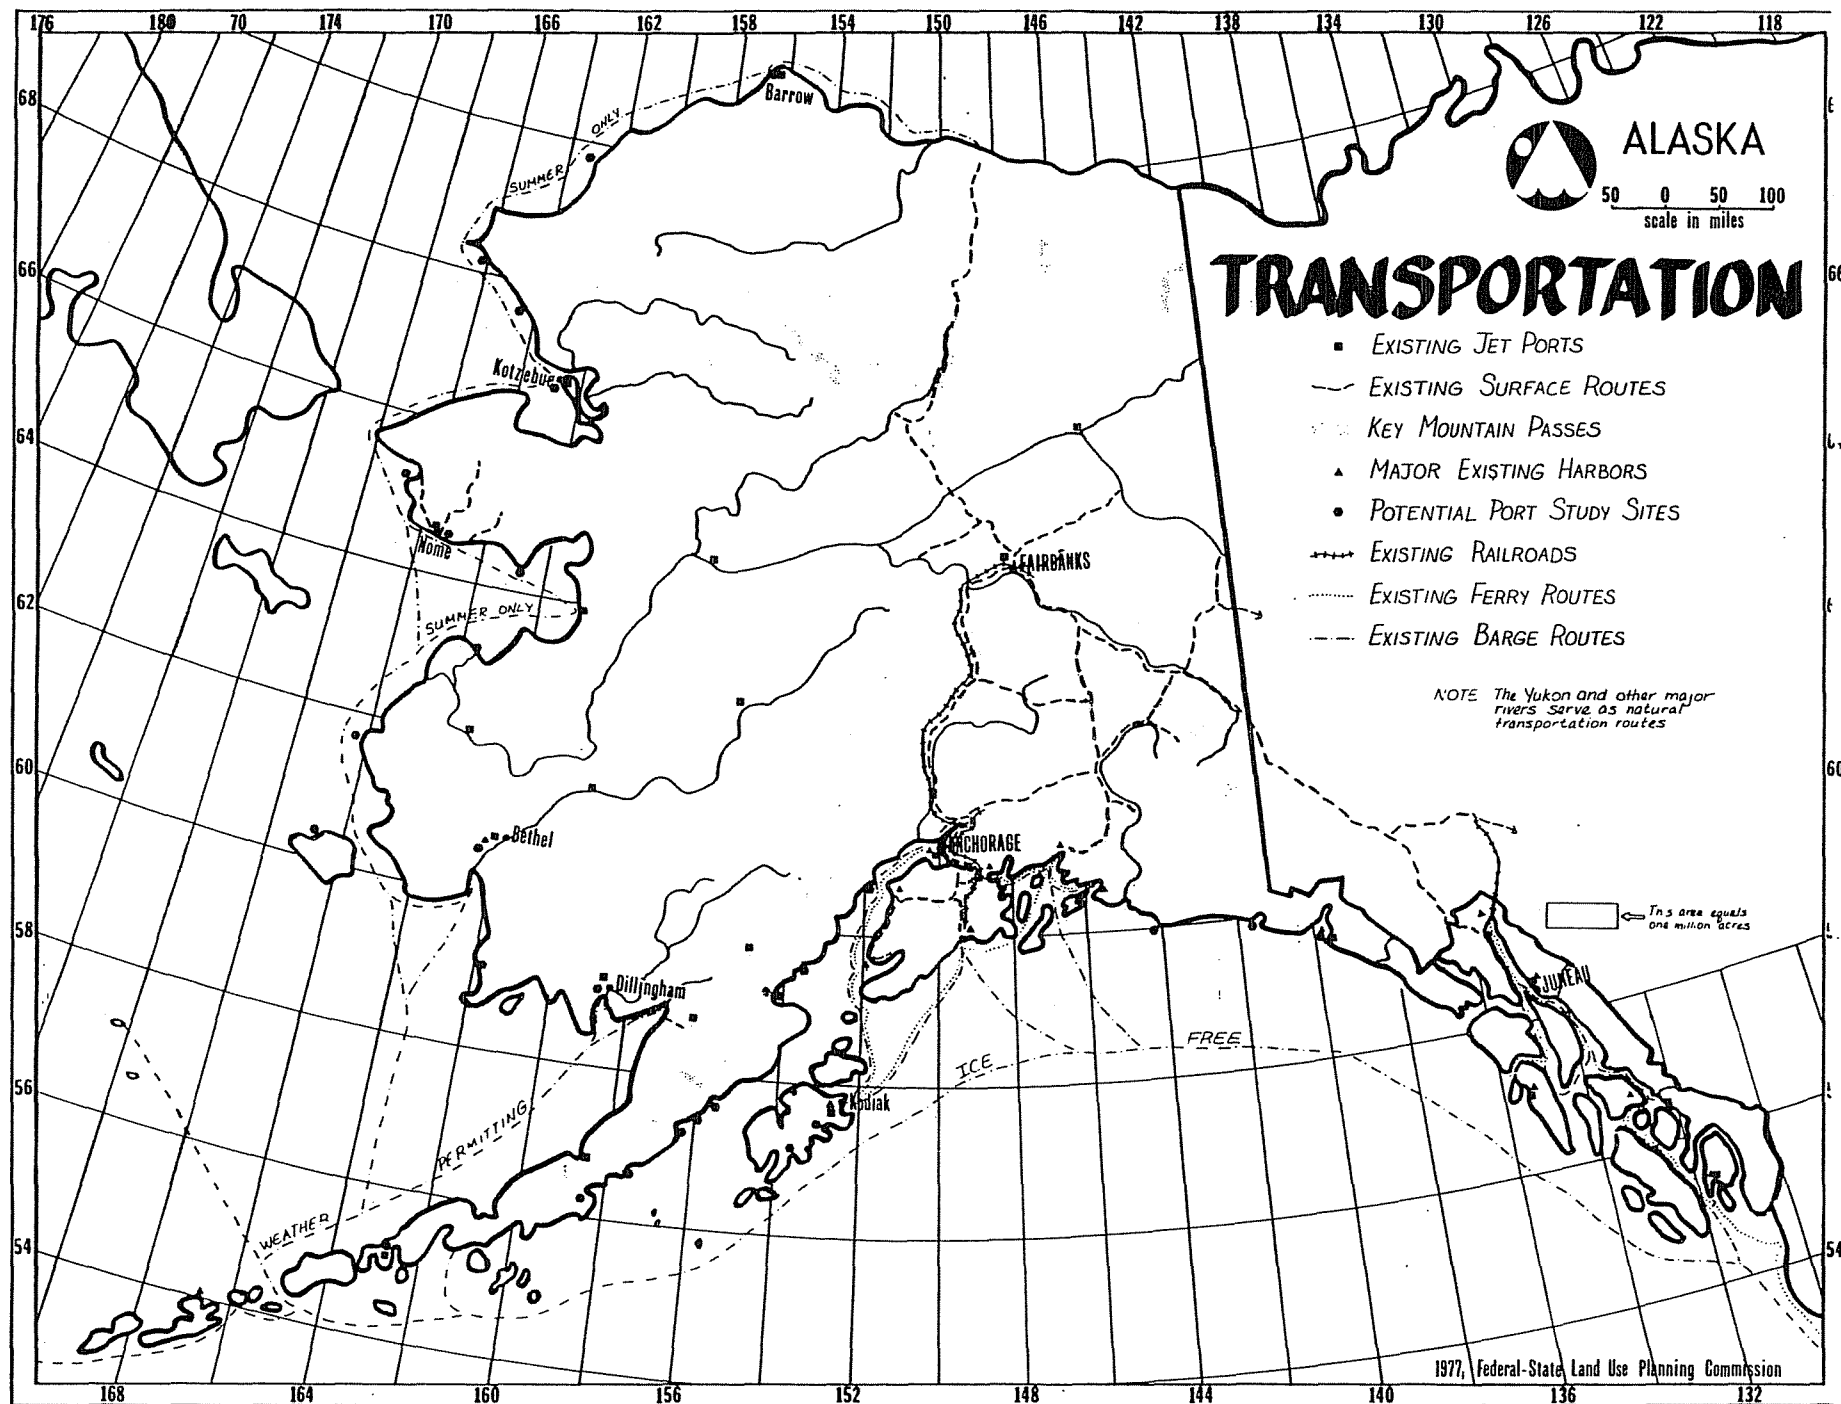 176 180 70 174 170 166 162 158 154 150 146 142 138 134 130 126 122 118
68
66
64
62
60
58
56
54
66
60
54
ALASKA
50 0 50 100
scale in miles
TRANSPORTATION
EXISTING JET PORTS
EXISTING SURFACE ROUTES
KEY MOUNTAIN PASSES
MAJOR EXISTING HARBORS
POTENTIAL PORT STUDY SITES
EXISTING RAILROADS
EXISTING FERRY ROUTES
EXISTING BARGE ROUTES
NOTE The Yukon and other major
rivers serve as natural
transportation routes
Barrow
SUMMER ONLY
Kotzebue
Nome
SUMMER ONLY
FAIRBANKS
Bethel
ANCHORAGE
Dillingham
This area equals
one million acres
JUNEAU
Kodiak
WEATHER PERMITTING
ICE FREE
1977, Federal-State Land Use Planning Commission
168 164 160 156 152 148 144 140 136 132